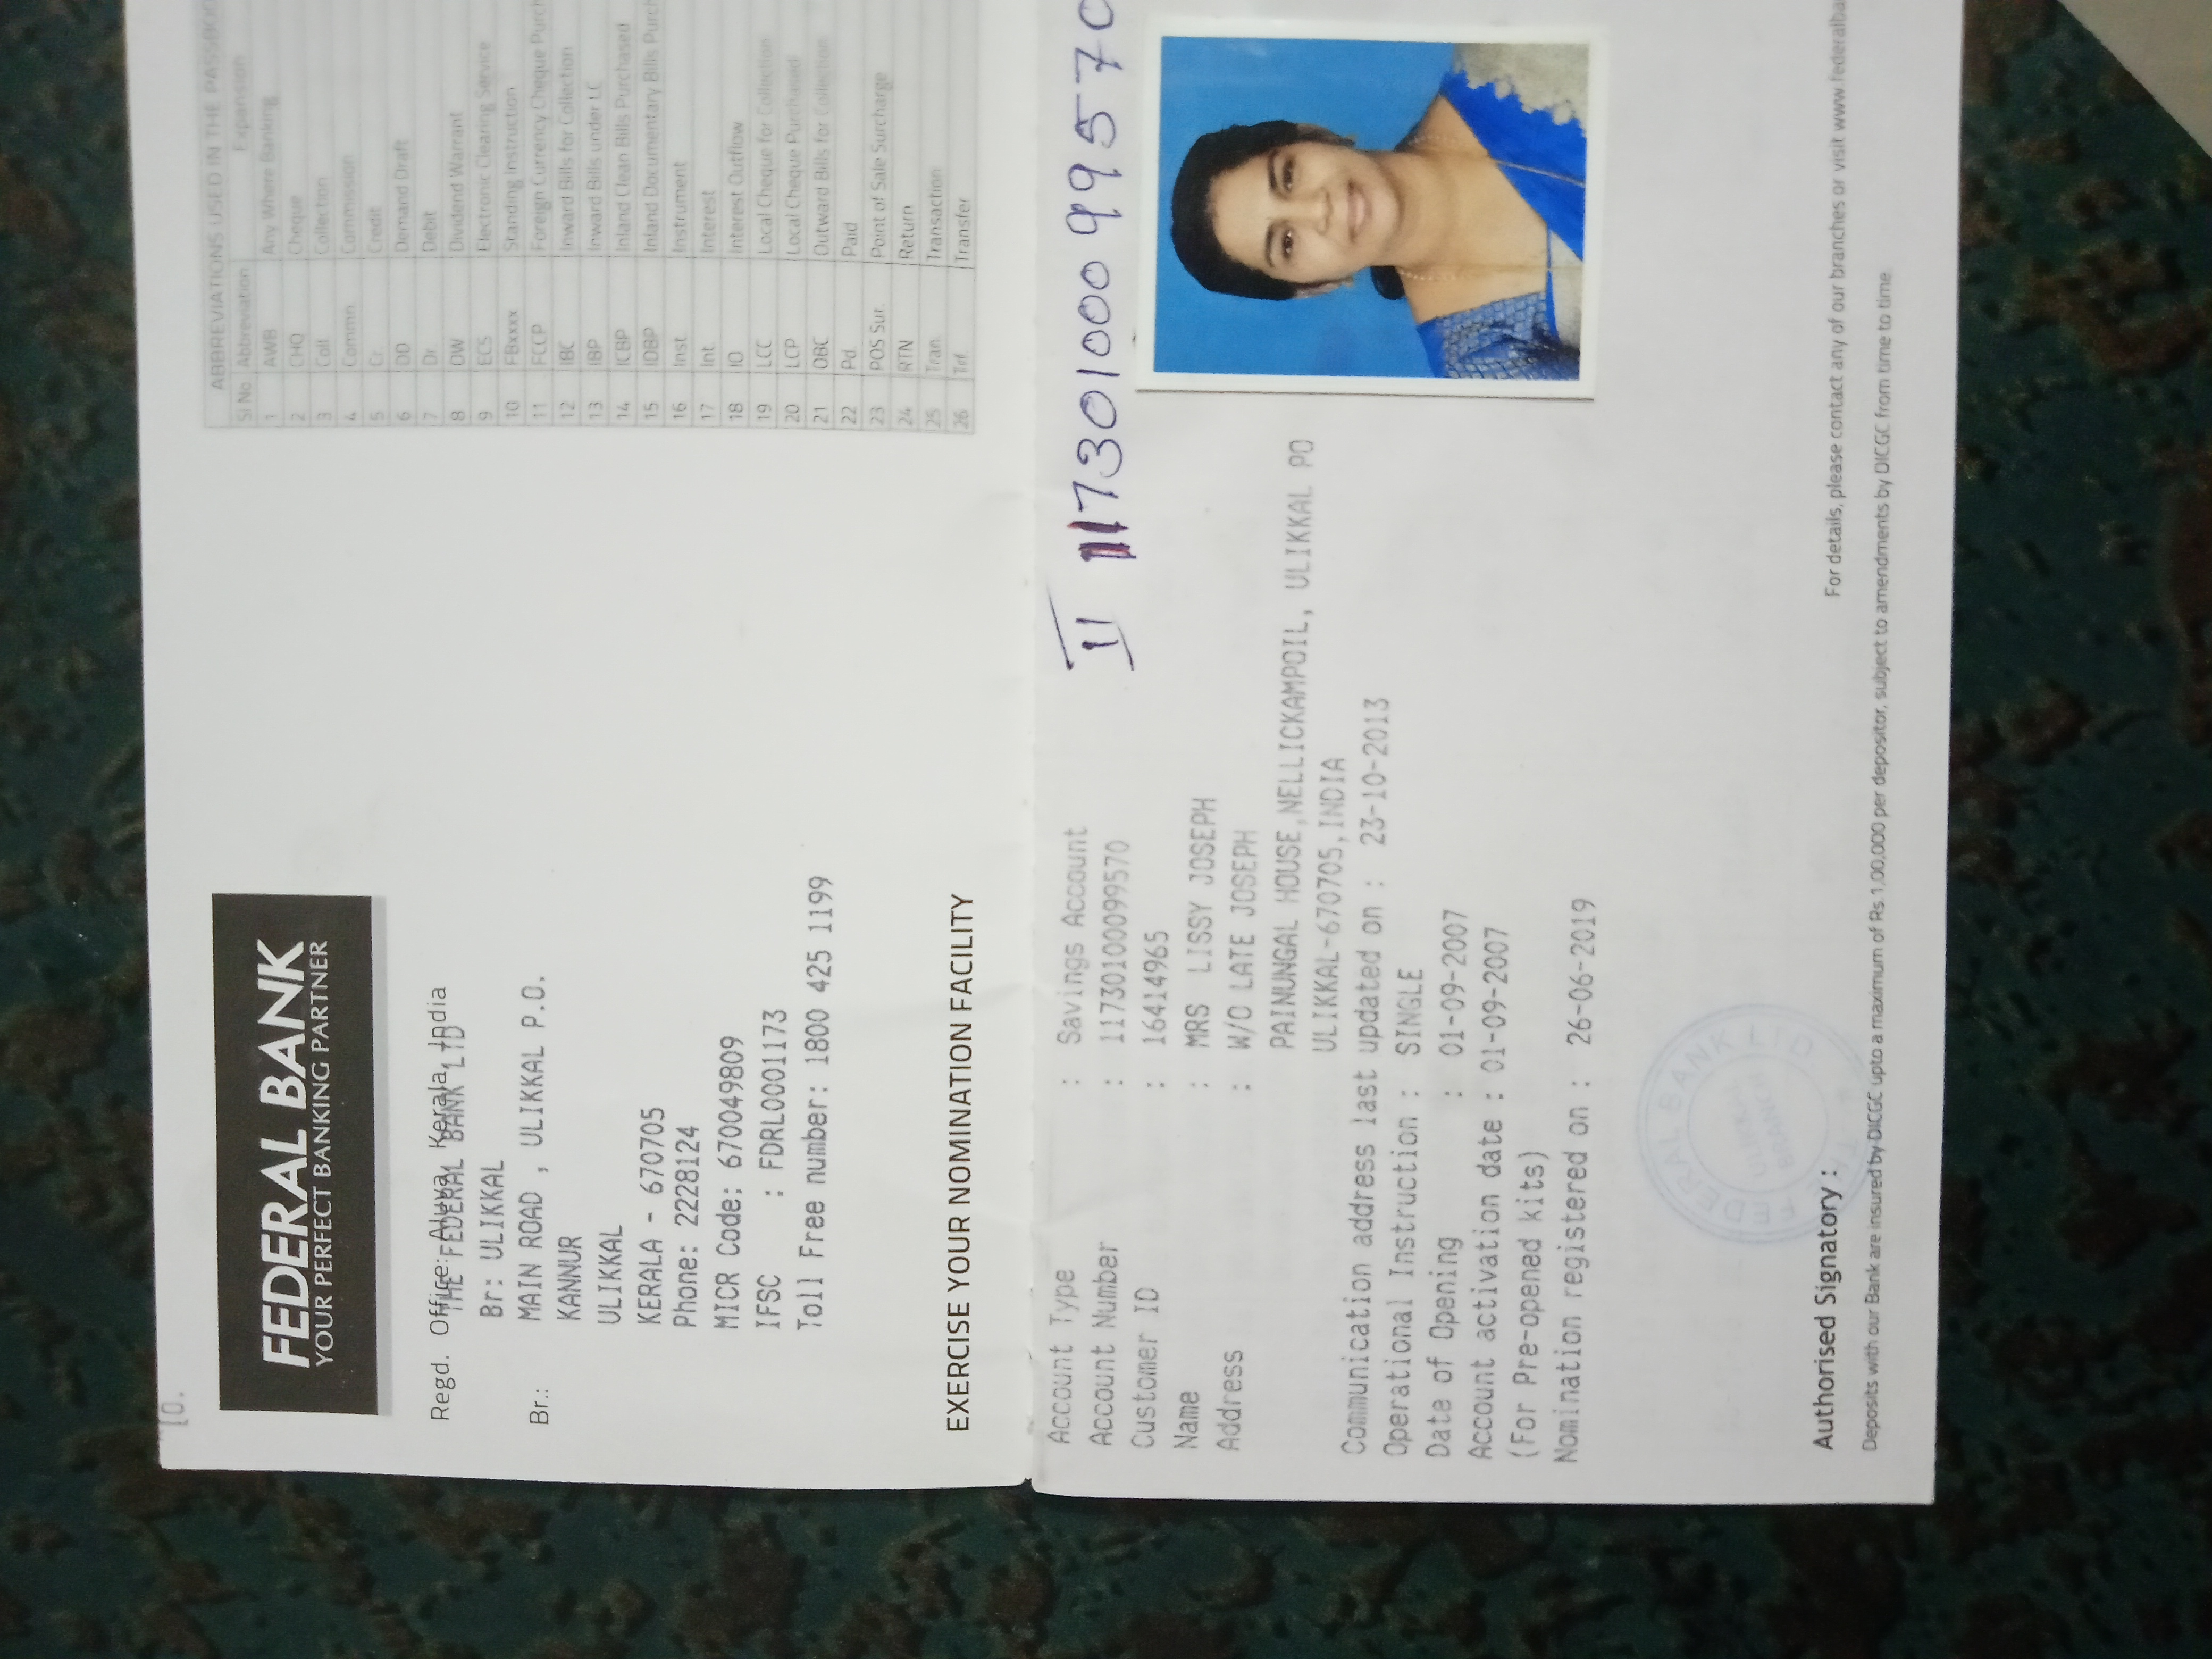 10.
FEDERAL BANK
YOUR PERFECT BANKING PARTNER
Regd. Office: Aluva, Kerala, India
THE FEDERAL BANK LTD
Br: ULIKKAL
Br.: MAIN ROAD , ULIKKAL P.O.
KANNUR
ULIKKAL
KERALA - 670705
Phone: 2228124
MICR Code: 670049809
IFSC : FDRL0001173
Toll Free number: 1800 425 1199
EXERCISE YOUR NOMINATION FACILITY
ABBREVIATIONS USED IN THE
Sl No. Abbreviation Expansion
1 AWB Any Where Banking
2 CHQ Cheque
3 Coll. Collection
4 Commn. Commission
5 Cr. Credit
6 DD Demand Draft
7 Dr. Debit
8 DW Dividend Warrant
9 ECS Electronic Clearing Service
10 FBxxxx Standing Instruction
11 FCCP Foreign Currency Cheque Purch
12 IBC Inward Bills for Collection
13 IBP Inward Bills under LC
14 ICBP Inland Clean Bills Purchased
15 IDBP Inland Documentary Bills Purch
16 Inst. Instrument
17 Int. Interest
18 IO Interest Outflow
19 LCC Local Cheque for Collection
20 LCP Local Cheque Purchased
21 OBC Outward Bills for Collection
22 Pd. Paid
23 POS Sur. Point of Sale Surcharge
24 RTN Return
25 Tran. Transaction
26 Trf. Transfer
Account Type : Savings Account
II 11730100099570
Account Number : 11730100099570
Customer ID : 16414965
Name : MRS LISSY JOSEPH
Address : W/O LATE JOSEPH
PAINUNGAL HOUSE,NELLICKAMPOIL, ULIKKAL PO
ULIKKAL-670705,INDIA
Communication address last updated on : 23-10-2013
Operational Instruction : SINGLE
Date of Opening : 01-09-2007
Account activation date : 01-09-2007
(For Pre-opened kits)
Nomination registered on : 26-06-2019
FEDERAL BANK LTD
ULIKKAL
BRANCH
Authorised Signatory :
For details, please contact any of our branches or visit www.federalba
Deposits with our Bank are insured by DICGC upto a maximum of Rs.1,00,000 per depositor, subject to amendments by DICGC from time to time.